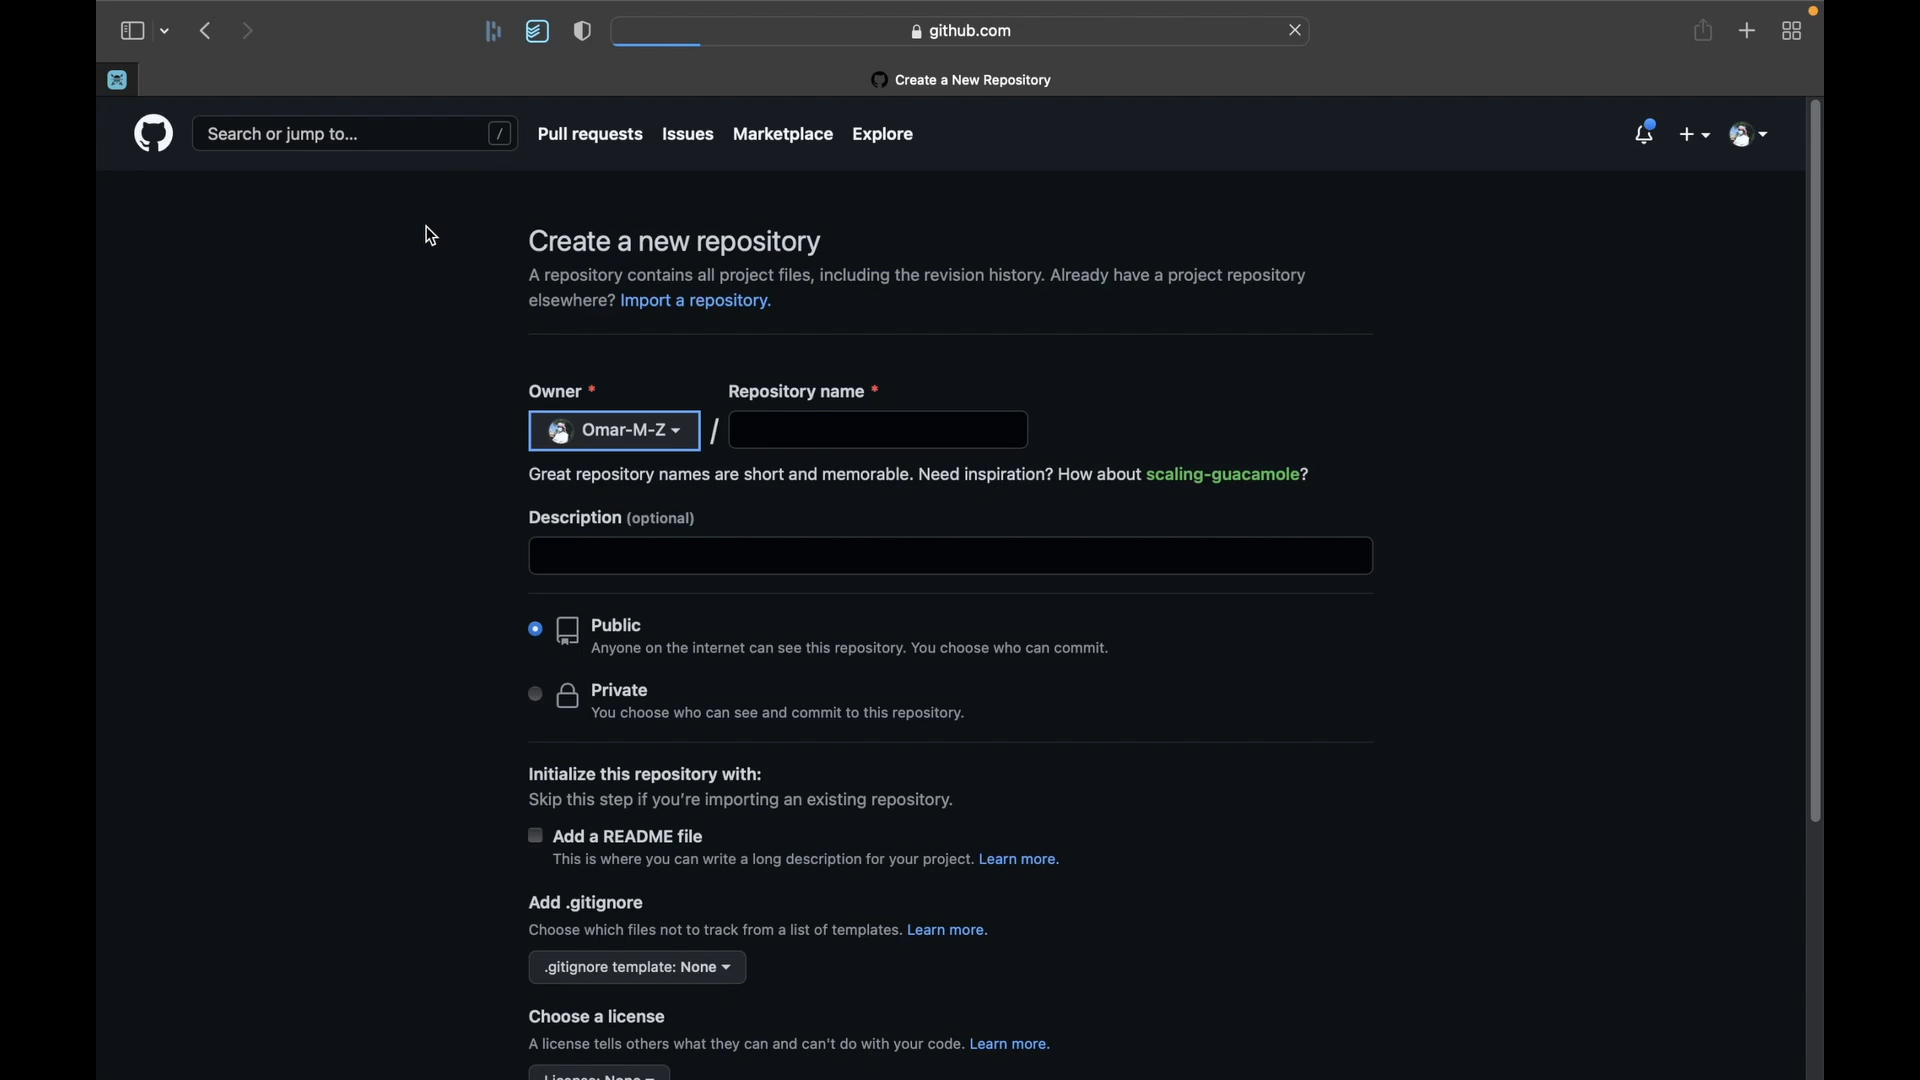 github.com
Create a New Repository
Search or jump to... /
Pull requests Issues Marketplace Explore
Create a new repository
A repository contains all project files, including the revision history. Already have a project repository
elsewhere? Import a repository.
Owner * Repository name *
Omar-M-Z /
Great repository names are short and memorable. Need inspiration? How about scaling-guacamole?
Description (optional)
Public
Anyone on the internet can see this repository. You choose who can commit.
Private
You choose who can see and commit to this repository.
Initialize this repository with:
Skip this step if you're importing an existing repository.
Add a README file
This is where you can write a long description for your project. Learn more.
Add .gitignore
Choose which files not to track from a list of templates. Learn more.
.gitignore template: None
Choose a license
A license tells others what they can and can't do with your code. Learn more.
License: None